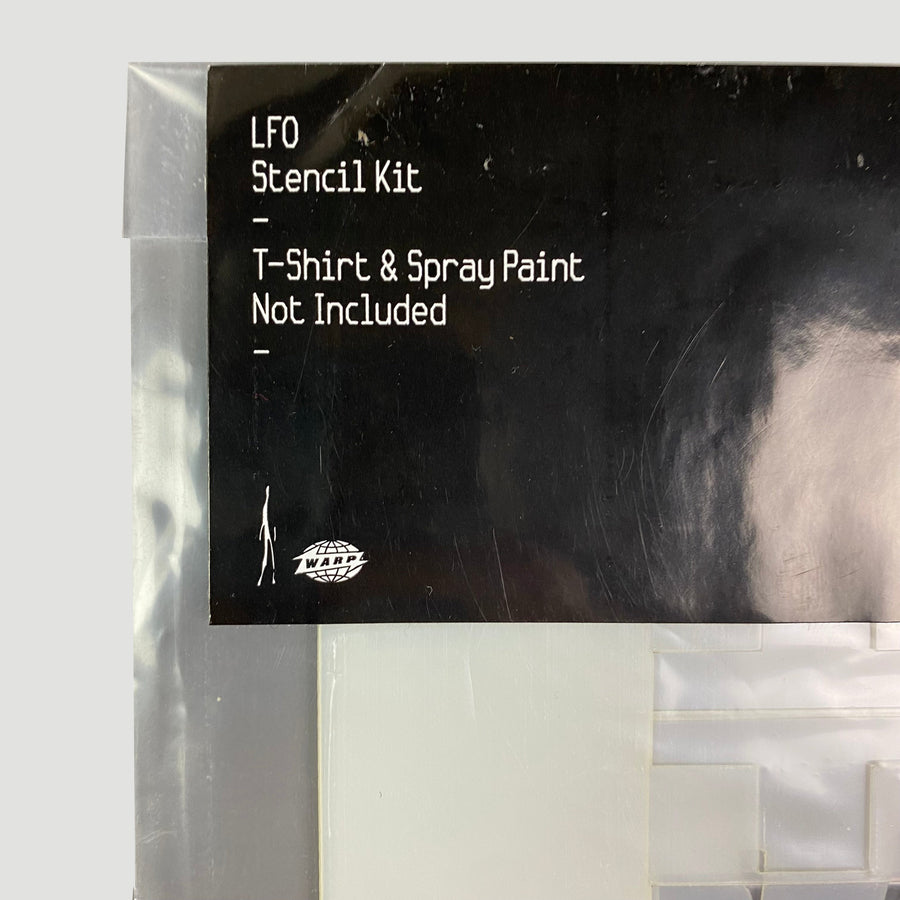 LFO
Stencil Kit
–
T-Shirt & Spray Paint
Not Included
–
WARP